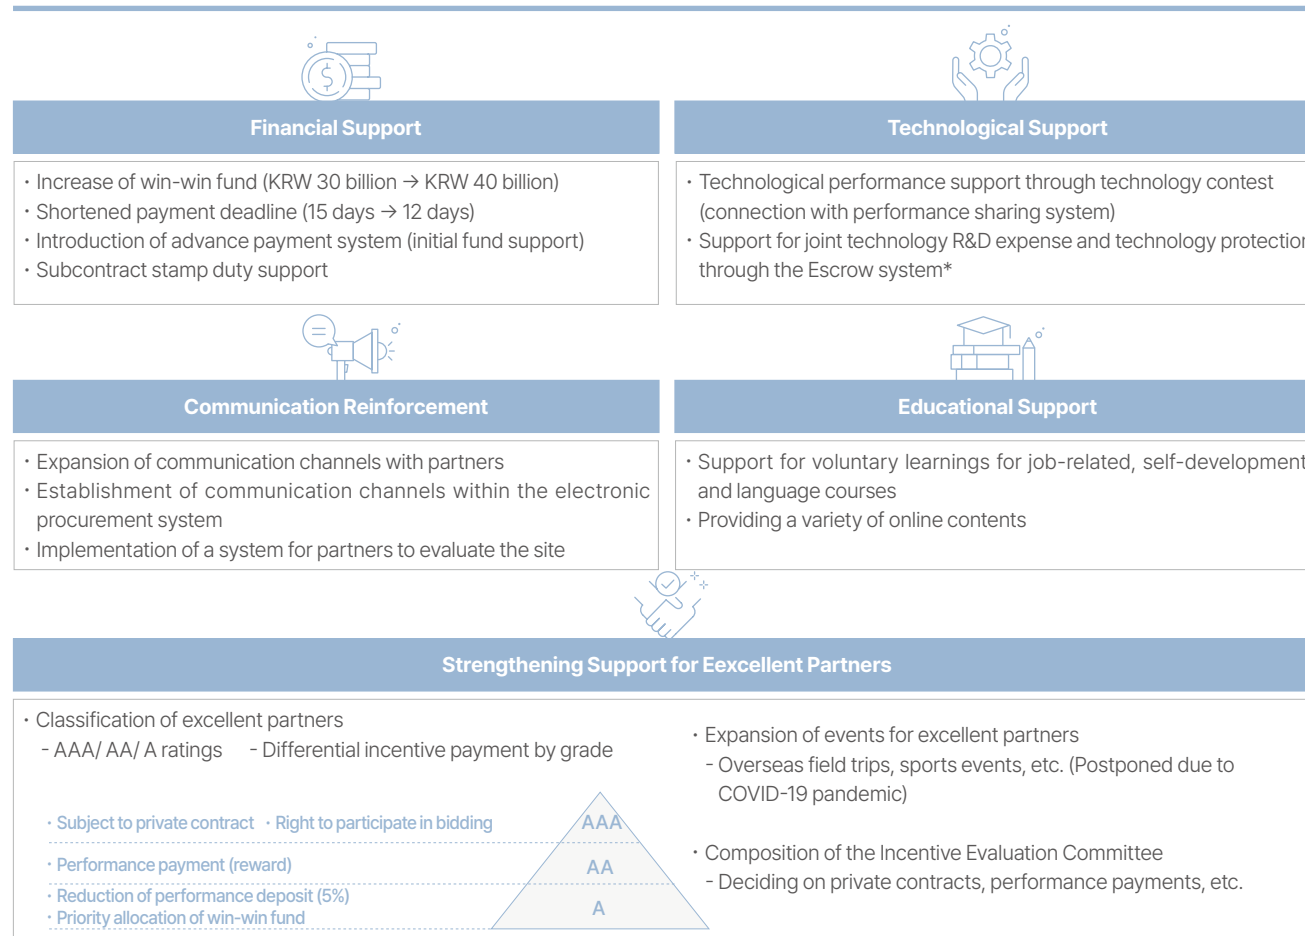 Financial Support
· Increase of win-win fund (KRW 30 billion → KRW 40 billion)
· Shortened payment deadline (15 days → 12 days)
· Introduction of advance payment system (initial fund support)
· Subcontract stamp duty support
Technological Support
· Technological performance support through technology contest
(connection with performance sharing system)
· Support for joint technology R&D expense and technology protection
through the Escrow system*
Communication Reinforcement
· Expansion of communication channels with partners
· Establishment of communication channels within the electronic
procurement system
· Implementation of a system for partners to evaluate the site
Educational Support
· Support for voluntary learnings for job-related, self-development
and language courses
· Providing a variety of online contents
Strengthening Support for Eexcellent Partners
· Classification of excellent partners
- AAA/ AA/ A ratings - Differential incentive payment by grade
· Subject to private contract · Right to participate in bidding
AAA
· Performance payment (reward)
AA
· Reduction of performance deposit (5%)
· Priority allocation of win-win fund
A
· Expansion of events for excellent partners
- Overseas field trips, sports events, etc. (Postponed due to
COVID-19 pandemic)
· Composition of the Incentive Evaluation Committee
- Deciding on private contracts, performance payments, etc.